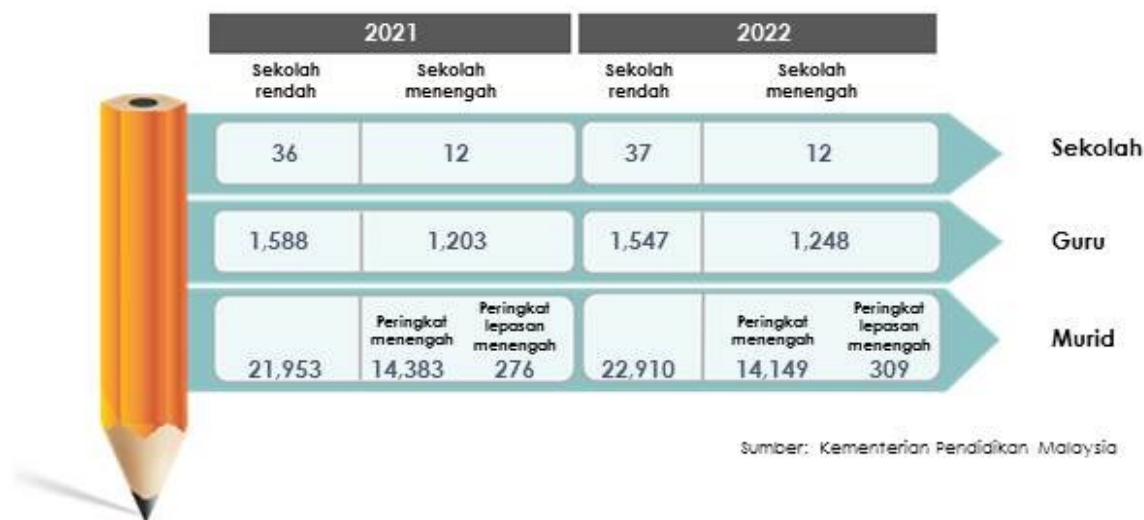 2021 2022
Sekolah rendah Sekolah menengah Sekolah rendah Sekolah menengah
36 12 37 12 Sekolah
1,588 1,203 1,547 1,248 Guru
Peringkat menengah Peringkat lepasan menengah Peringkat menengah Peringkat lepasan menengah Murid
21,953 14,383 276 22,910 14,149 309
Sumber: Kementerian Pendidikan Malaysia